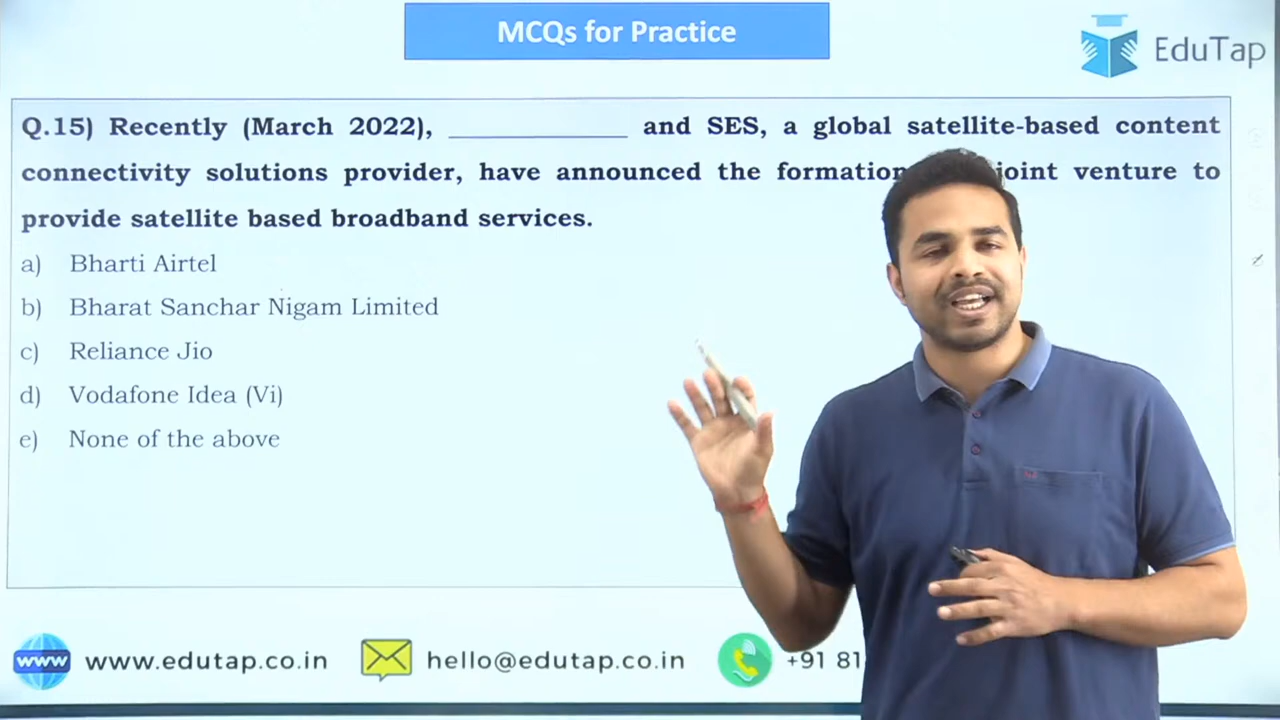 MCQs for Practice
EduTap
Q.15) Recently (March 2022), ____________ and SES, a global satellite-based content
connectivity solutions provider, have announced the formation joint venture to
provide satellite based broadband services.
a) Bharti Airtel
b) Bharat Sanchar Nigam Limited
c) Reliance Jio
d) Vodafone Idea (Vi)
e) None of the above
www www.edutap.co.in hello@edutap.co.in +91 81